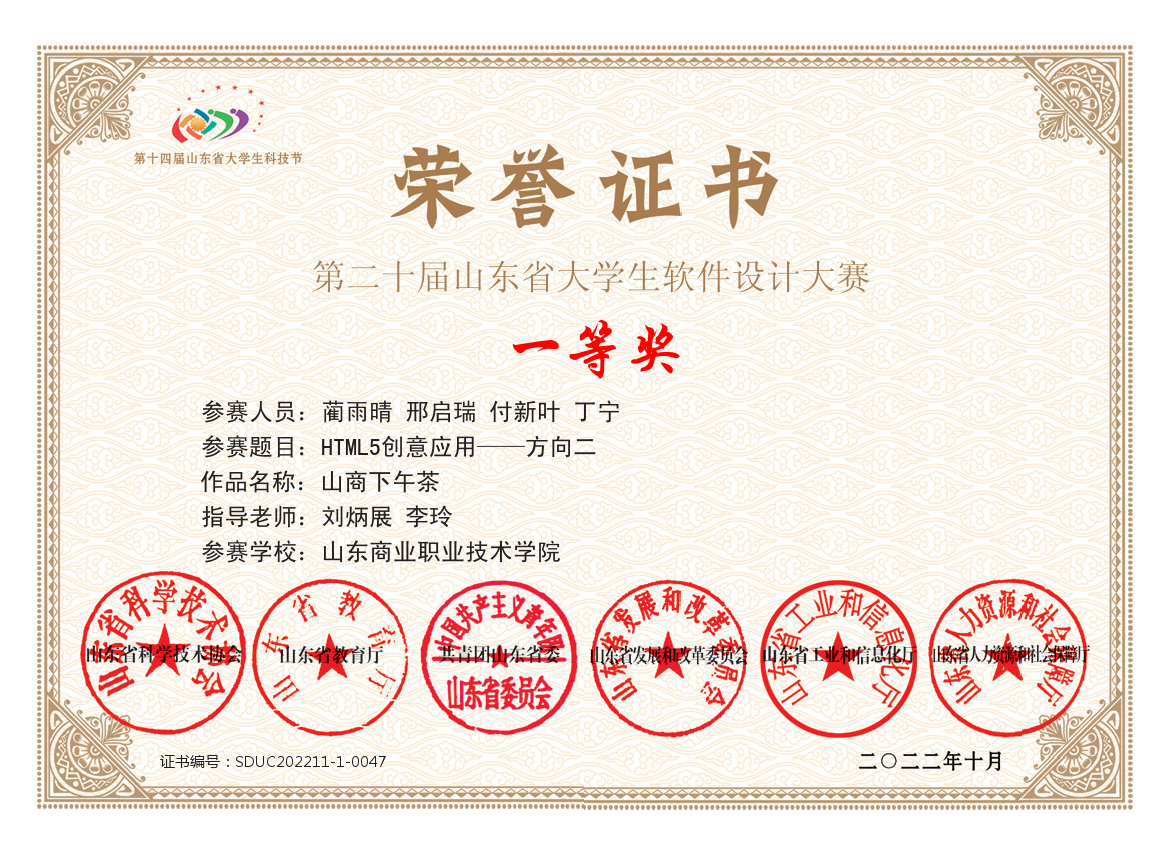 第十四届山东省大学生科技节
荣誉证书
第二十届山东省大学生软件设计大赛
一等奖
参赛人员：蔺雨晴 邢启瑞 付新叶 丁宁
参赛题目：HTML5创意应用——方向二
作品名称：山商下午茶
指导老师：刘炳展 李玲
参赛学校：山东商业职业技术学院
山东省科学技术协会
山东省科学技术协会
山东省教育厅
山东省教育厅
中国共产主义青年团
共青团山东省委
山东省委员会
山东省发展和改革委员会
山东省发展和改革委员会
山东省工业和信息化厅
山东省工业和信息化厅
山东省人力资源和社会保障厅
山东省人力资源和社会保障厅
证书编号：SDUC202211-1-0047
二〇二二年十月